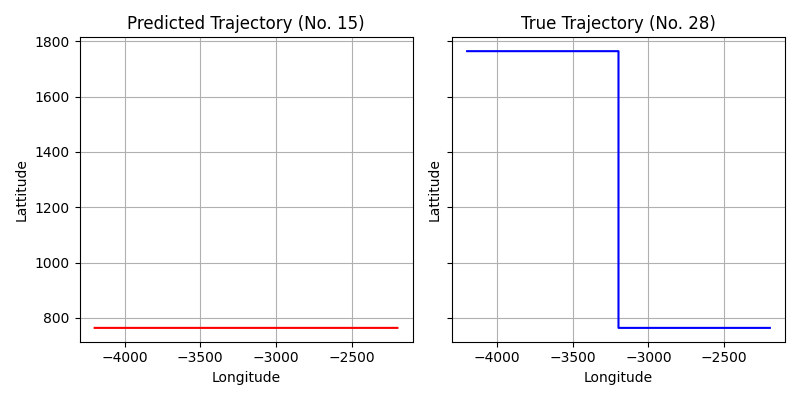 Predicted Trajectory (No. 15)
True Trajectory (No. 28)
1800
1600
1400
1200
1000
800
Lattitude
Lattitude
−4000 −3500 −3000 −2500
−4000 −3500 −3000 −2500
Longitude
Longitude